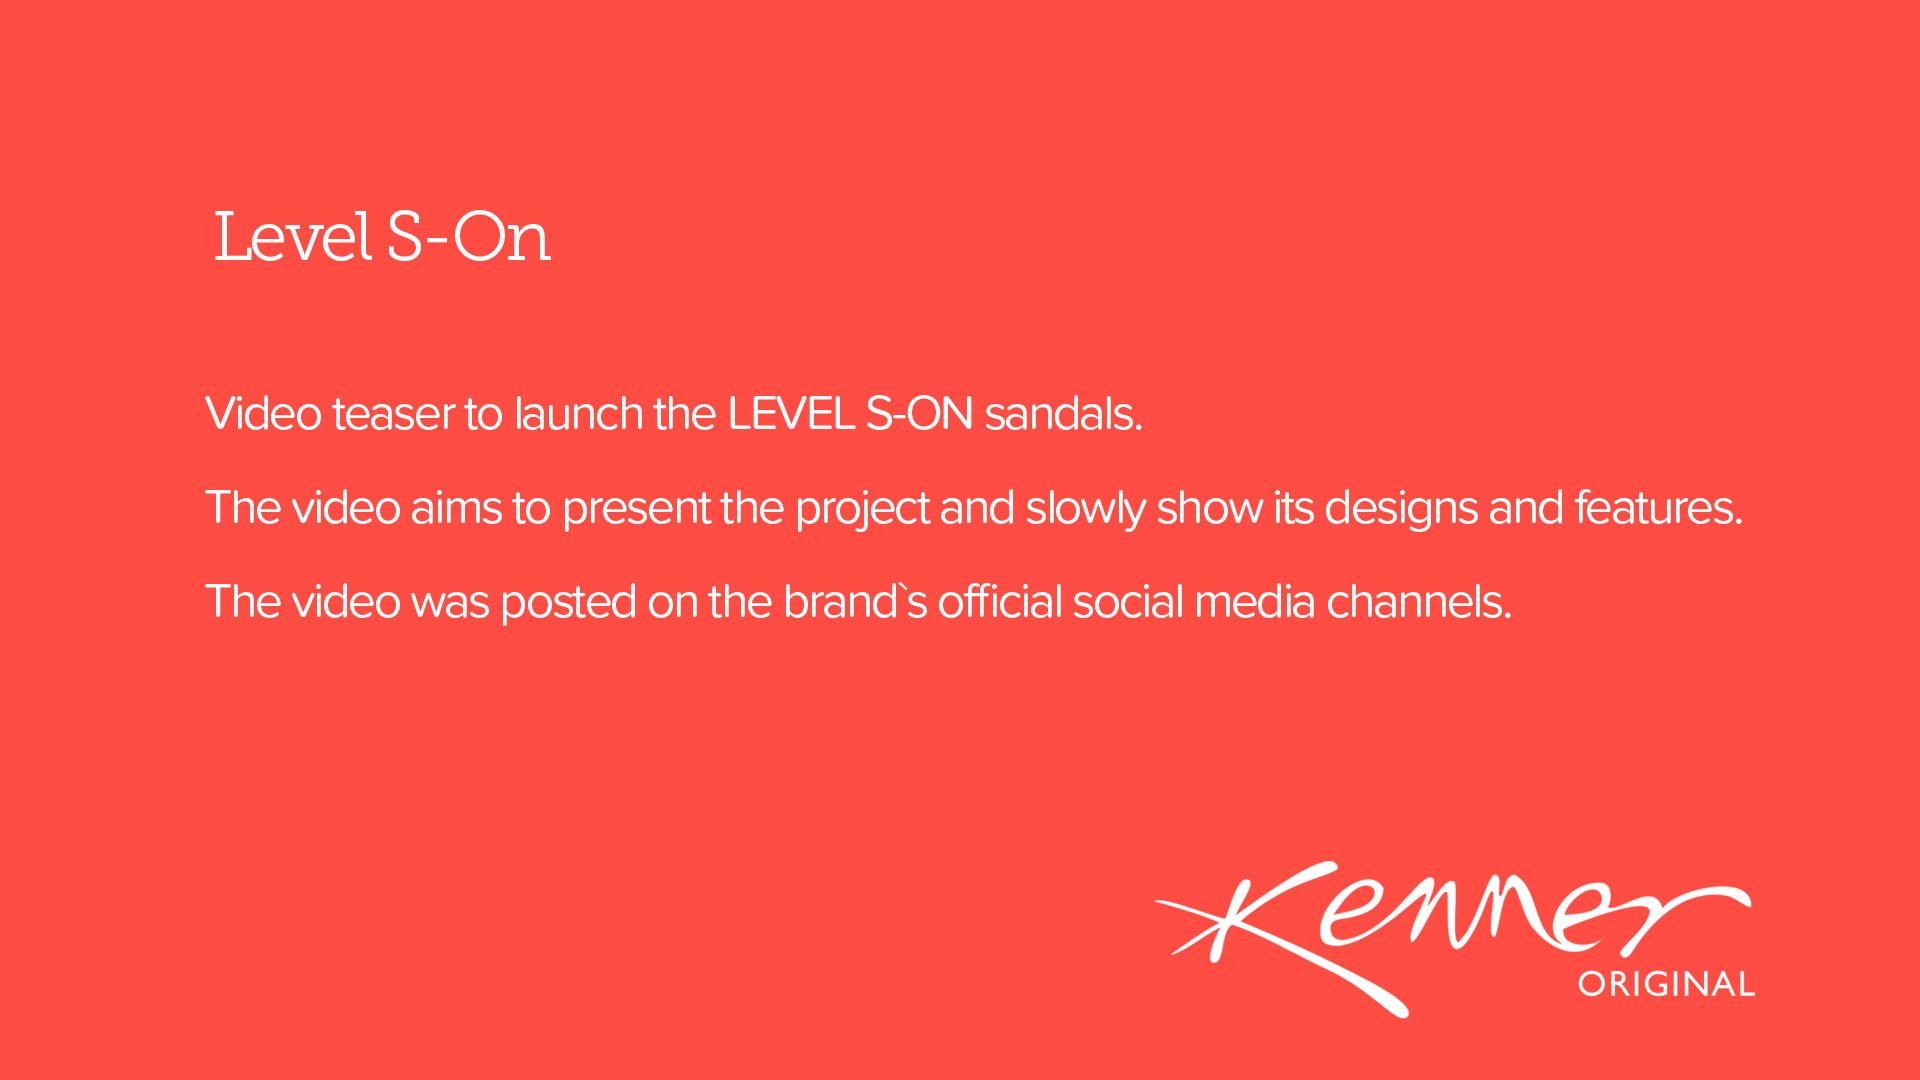 Level S-On
Video teaser to launch the LEVEL S-ON sandals.
The video aims to present the project and slowly show its designs and features.
The video was posted on the brand`s official social media channels.
Kenner
ORIGINAL